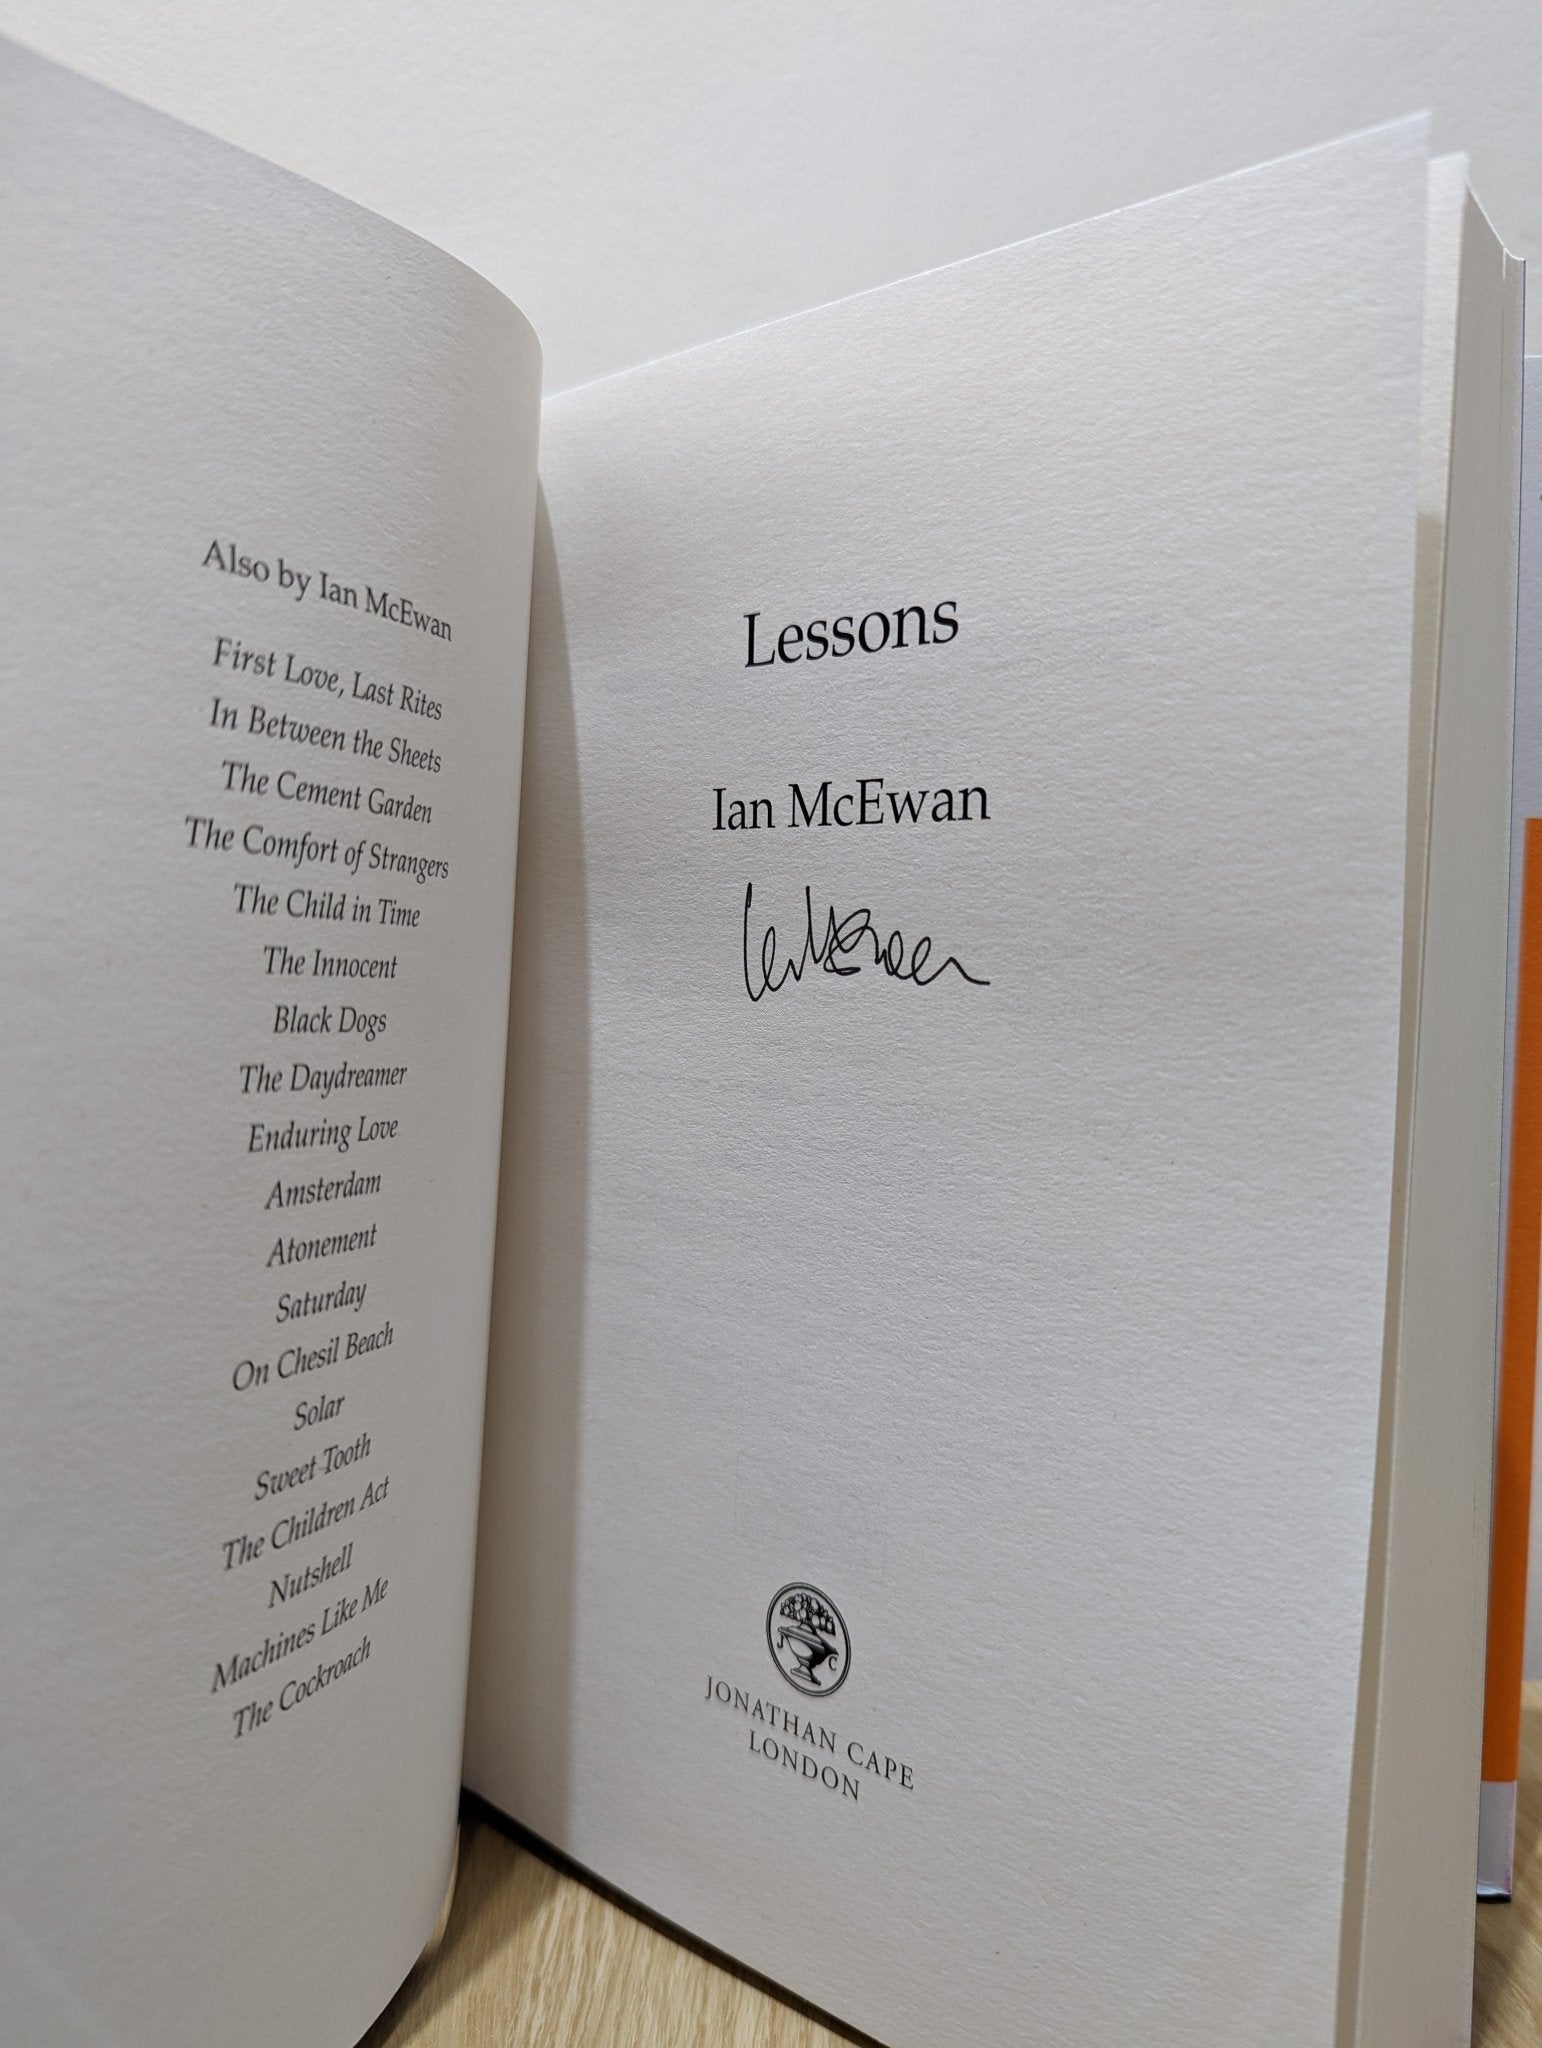 Also by Ian McEwan
First Love, Last Rites
In Between the Sheets
The Cement Garden
The Comfort of Strangers
The Child in Time
The Innocent
Black Dogs
The Daydreamer
Enduring Love
Amsterdam
Atonement
Saturday
On Chesil Beach
Solar
Sweet Tooth
The Children Act
Nutshell
Machines Like Me
The Cockroach
Lessons
Ian McEwan
Ian McEwan
JONATHAN CAPE
LONDON